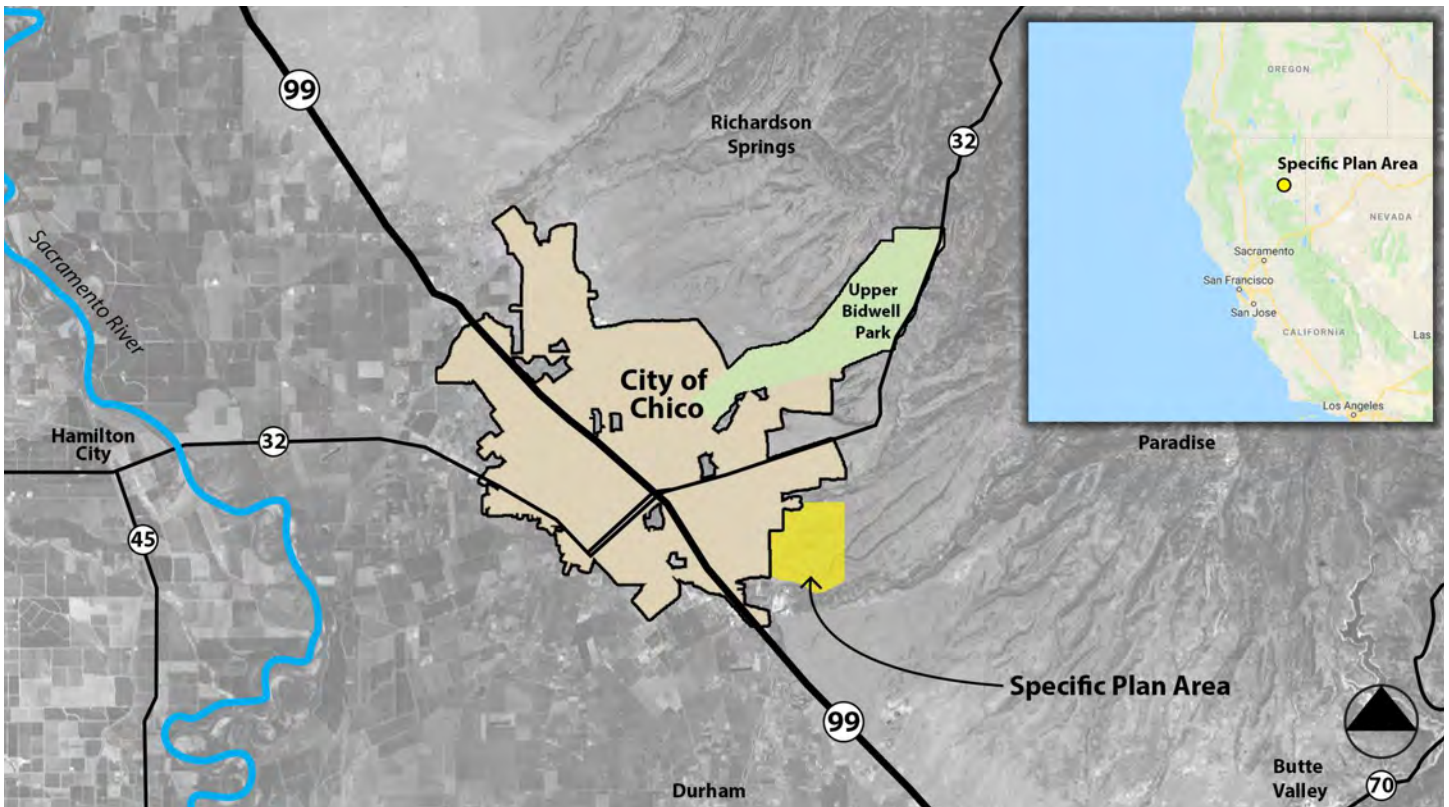 99
Richardson
Springs
32
OREGON
Specific Plan Area
NEVADA
Sacramento
San Francisco
San Jose
CALIFORNIA
Las
Los Angeles
Sacramento River
Upper
Bidwell
Park
City of
Chico
Hamilton
City
32
Paradise
45
Specific Plan Area
99
Durham
Butte
Valley
70